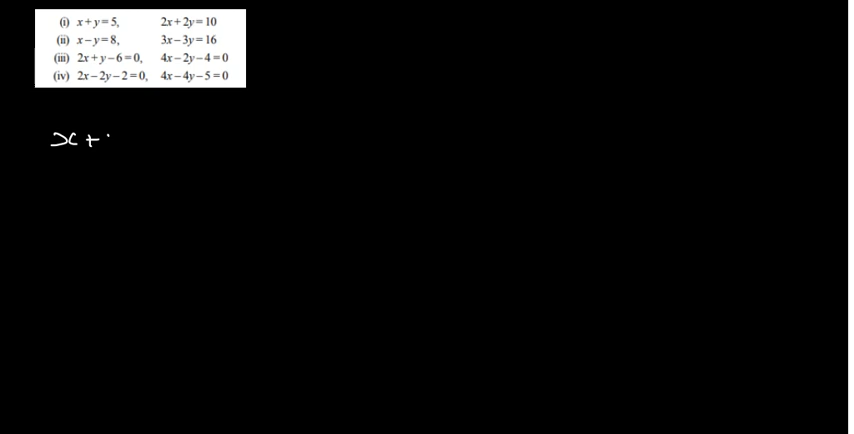 (i) x+y=5, 2x+2y=10
(ii) x-y=8, 3x-3y=16
(iii) 2x+y-6=0, 4x-2y-4=0
(iv) 2x-2y-2=0, 4x-4y-5=0
x+